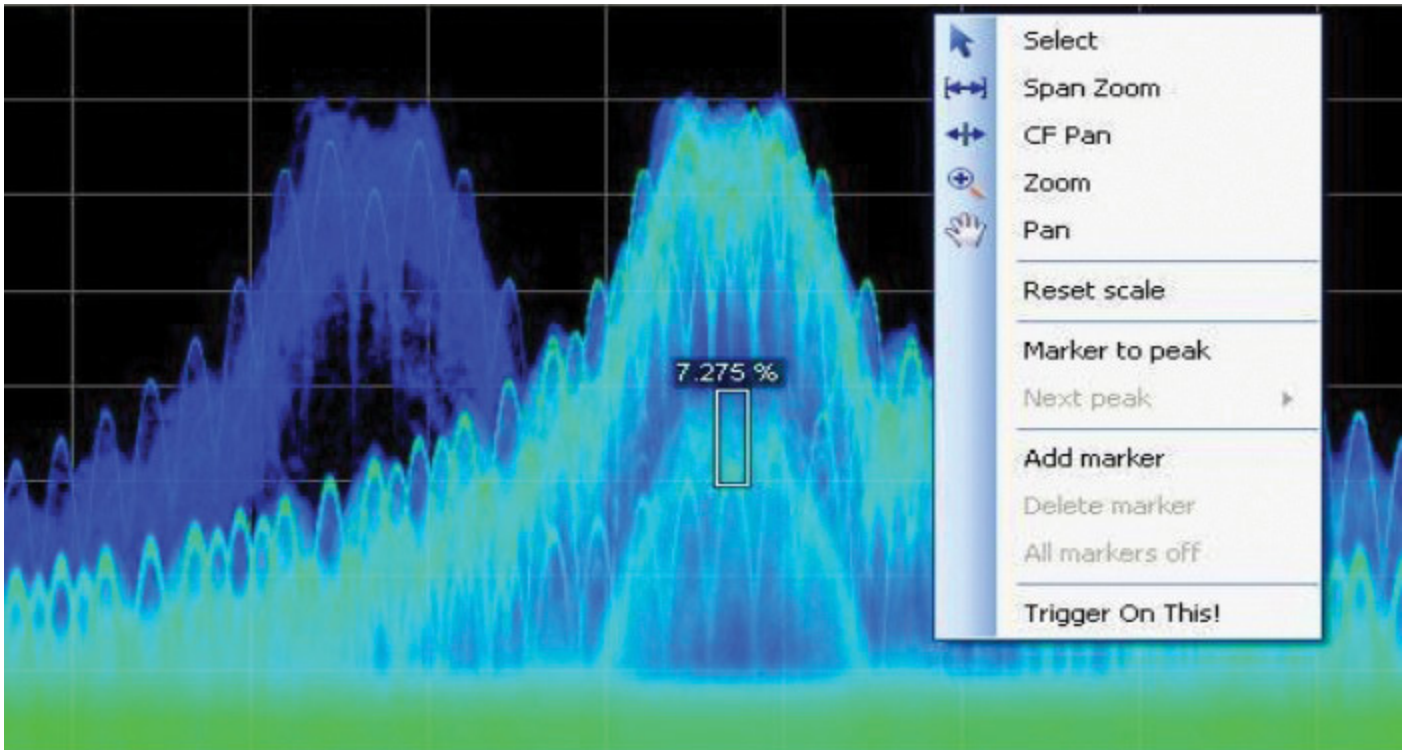 Select
Span Zoom
CF Pan
Zoom
Pan
Reset scale
Marker to peak
Next peak
Add marker
Delete marker
All markers off
Trigger On This!
7.275 %